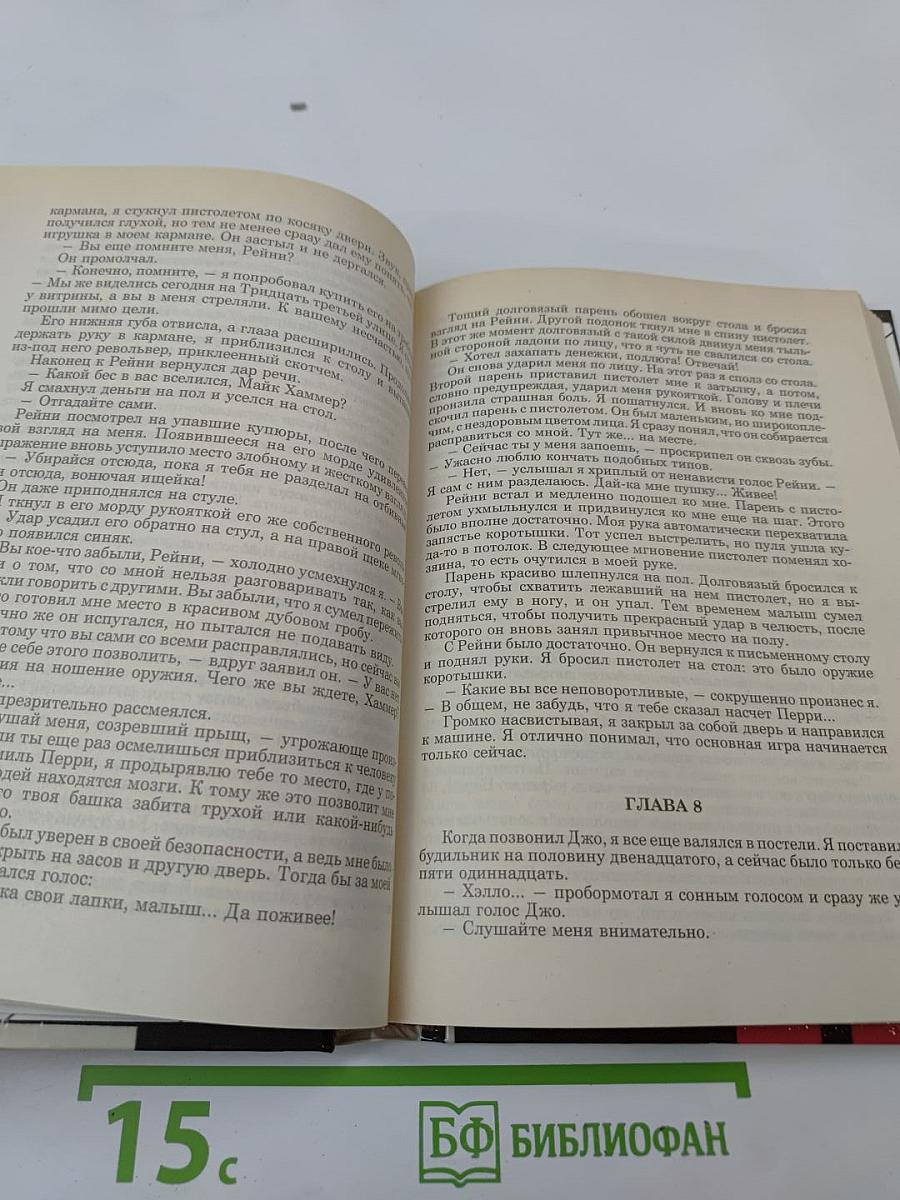 кармана, я стукнул пистолетом по косяку двери. Звук
получился глухой, но тем не менее сразу дал ему понять
игрушка в моем кармане. Он застыл и не дергался.
— Вы еще помните меня, Рейни?
Он промолчал.
— Конечно, помните, — я попробовал купить его на
— Мы же виделись сегодня на Тридцать третьей улице
у витрины, а вы в меня стреляли. К вашему несчастью
прошли мимо цели.
Его нижняя губа отвисла, а глаза расширились.
держать руку в кармане, я приблизился к столу и
из-под него револьвер, приклеенный скотчем.
Наконец к Рейни вернулся дар речи.
— Какой бес в вас вселился, Майк Хаммер?
Я смахнул деньги на пол и уселся на стол.
— Отгадайте сами.
Рейни посмотрел на упавшие купюры, после чего
вой взгляд на меня. Появившееся на его морде
ыражение вновь уступило место злобному и жесткому
— Убирайся отсюда, пока я тебя не разделал на
отсюда, вонючая ищейка!
Он даже приподнялся на стуле.
ткнул в его морду рукояткой его же собственного
Удар усадил его обратно на стул, а на правой щеке
о появился синяк.
Вы кое-что забыли, Рейни, — холодно усмехнулся я. —
и о том, что со мной нельзя разговаривать так, как
кли говорить с другими. Вы забыли, что я сумел
о готовил мне место в красивом дубовом гробу.
чно же он испугался, но пытался не подавать виду.
тому что вы сами со всеми расправлялись, но сейчас
е себе этого позволить, — вдруг заявил он. — У вас нет
ия на ношение оружия. Чего же вы ждете, Хаммер?
е...
презрительно рассмеялся.
ушай меня, созревший прыщ, — угрожающе произ-
ли ты еще раз осмелишься приблизиться к человеку
миль Перри, я продырявлю тебе то место, где у
дей находятся мозги. К тому же это позволит мне
то твоя башка забита трухой или какой-нибудь
о.
был уверен в своей безопасности, а ведь мне было
крыть на засов и другую дверь. Тогда бы за моей
ался голос:
ка свои лапки, малыш... Да поживее!
Тощий долговязый парень обошел вокруг стола и бросил
взгляд на Рейни. Другой подонок ткнул мне в спину пистолет.
В этот же момент долговязый с такой силой двинул меня тыль-
ной стороной ладони по лицу, что я чуть не свалился со стола.
— Хотел захапать денежки, подлюга! Отвечай!
Он снова ударил меня по лицу. На этот раз я сполз со стола.
Второй парень приставил пистолет мне к затылку, а потом,
словно предупреждая, ударил меня рукояткой. Голову и плечи
пронзила страшная боль. Я пошатнулся. И вновь ко мне под-
скочил парень с пистолетом. Он был маленьким, но широкопле-
чим, с нездоровым цветом лица. Я сразу понял, что он собирается
расправиться со мной. Тут же... на месте.
— Сейчас ты у меня запоешь, — проскрипел он сквозь зубы.
— Ужасно люблю кончать подобных типов.
— Нет, — услышал я хриплый от ненависти голос Рейни. —
Я сам с ним разделаюсь. Дай-ка мне пушку... Живее!
Рейни встал и медленно подошел ко мне. Парень с писто-
летом ухмыльнулся и придвинулся ко мне еще на шаг. Этого
было вполне достаточно. Моя рука автоматически перехватила
запястье коротышки. Тот успел выстрелить, но пуля ушла ку-
да-то в потолок. В следующее мгновение пистолет поменял хо-
зяина, то есть очутился в моей руке.
Парень красиво шлепнулся на пол. Долговязый бросился к
столу, чтобы схватить лежавший на нем пистолет, но я вы-
стрелил ему в ногу, и он упал. Тем временем малыш сумел
подняться, чтобы получить прекрасный удар в челюсть, после
которого он вновь занял привычное место на полу.
С Рейни было достаточно. Он вернулся к письменному столу
и поднял руки. Я бросил пистолет на стол: это было оружие
коротышки.
— Какие вы все неповоротливые, — сокрушенно произнес я.
— В общем, не забудь, что я тебе сказал насчет Перри...
Громко насвистывая, я закрыл за собой дверь и направился
к машине. Я отлично понимал, что основная игра начинается
только сейчас.
ГЛАВА 8
Когда позвонил Джо, я все еще валялся в постели. Я поставил
будильник на половину двенадцатого, а сейчас было только бе
пяти одиннадцать.
— Хэлло... — пробормотал я сонным голосом и сразу же у
лышал голос Джо.
— Слушайте меня внимательно.
15 с
БФ БИБЛИОФАН